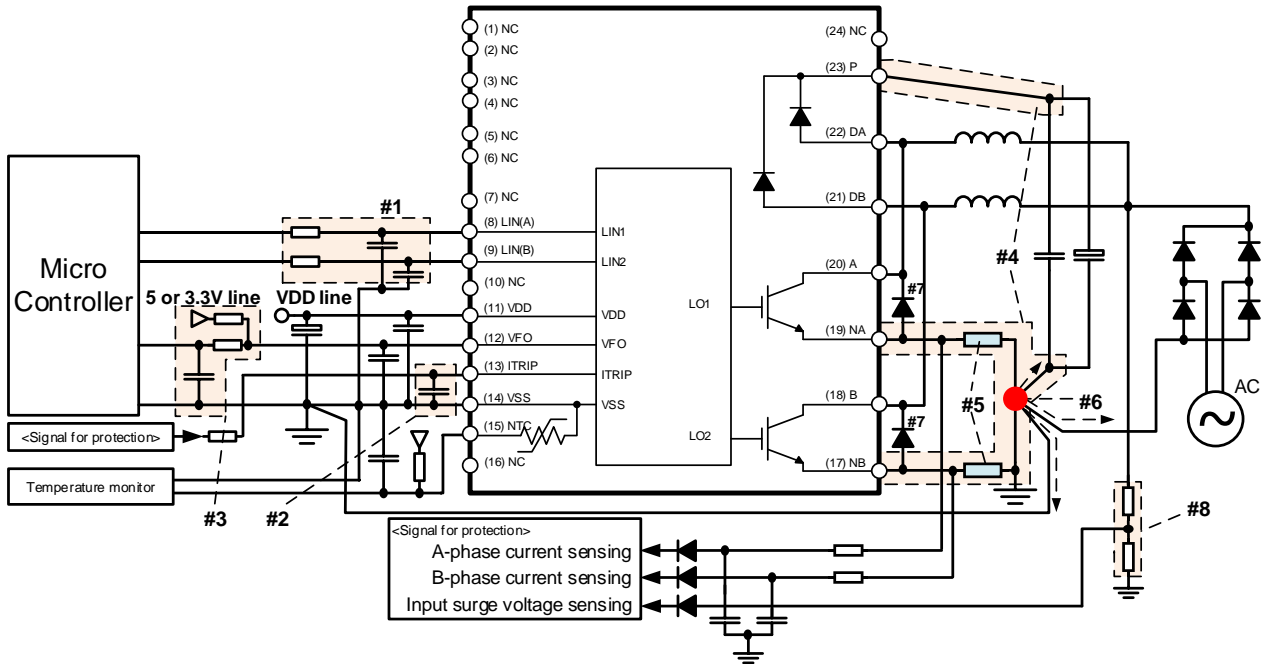 (1) NC
(2) NC
(3) NC
(4) NC
(5) NC
(6) NC
(7) NC
(8) LIN(A)
(9) LIN(B)
(10) NC
(11) VDD
(12) VFO
(13) ITRIP
(14) VSS
(15) NTC
(16) NC
(24) NC
(23) P
(22) DA
(21) DB
(20) A
(19) NA
(18) B
(17) NB
LIN1
LIN2
VDD
VFO
ITRIP
VSS
LO1
LO2
Micro
Controller
5 or 3.3V line
VDD line
<Signal for protection>
Temperature monitor
#1
#2
#3
#4
#5
#6
#7
#7
#8
AC
<Signal for protection>
A-phase current sensing
B-phase current sensing
Input surge voltage sensing